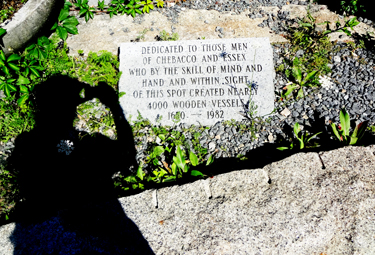 DEDICATED TO THOSE MEN
OF CHEBACCO AND ESSEX
WHO BY THE SKILL OF MIND AND
HAND AND WITHIN SIGHT
OF THIS SPOT CREATED NEARLY
4000 WOODEN VESSELS
1670 — 1982